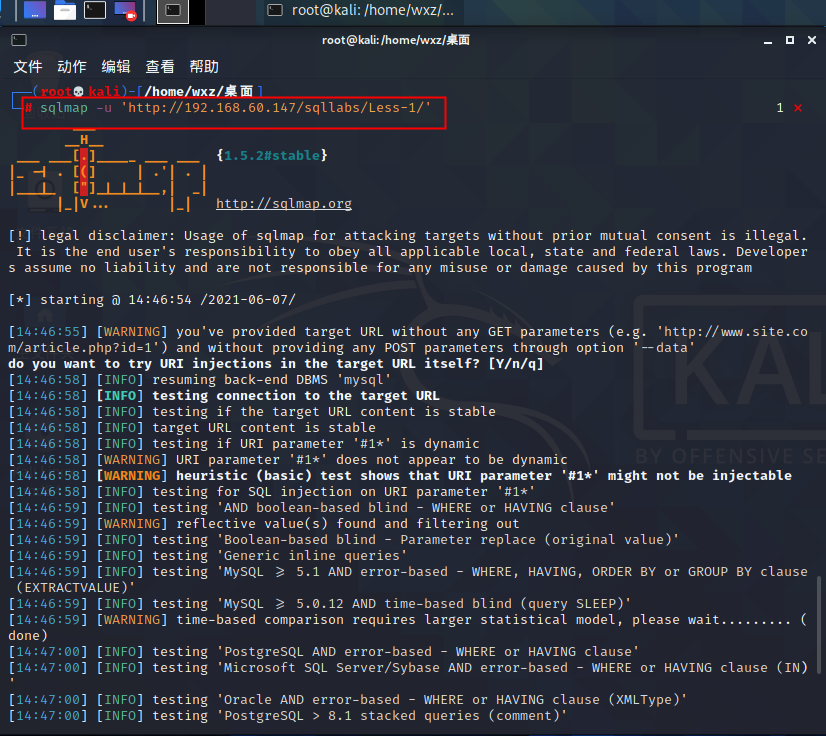 root@kali: /home/wxz/...
root@kali:/home/wxz/桌面
文件 动作 编辑 查看 帮助
(root💀kali)-[/home/wxz/桌面]
# sqlmap -u 'http://192.168.60.147/sqllabs/Less-1/' 1 ⨯
___
__H__
___ ___[.]_____ ___ ___ {1.5.2#stable}
|_ -| . [(] | .'| . |
|___|_ ["]_|_|_|__,| _|
|_|V... |_| http://sqlmap.org
[!] legal disclaimer: Usage of sqlmap for attacking targets without prior mutual consent is illegal.
It is the end user's responsibility to obey all applicable local, state and federal laws. Developer
s assume no liability and are not responsible for any misuse or damage caused by this program
[*] starting @ 14:46:54 /2021-06-07/
[14:46:55] [WARNING] you've provided target URL without any GET parameters (e.g. 'http://www.site.co
m/article.php?id=1') and without providing any POST parameters through option '--data'
do you want to try URI injections in the target URL itself? [Y/n/q]
[14:46:58] [INFO] resuming back-end DBMS 'mysql'
[14:46:58] [INFO] testing connection to the target URL
[14:46:58] [INFO] testing if the target URL content is stable
[14:46:58] [INFO] target URL content is stable
[14:46:58] [INFO] testing if URI parameter '#1*' is dynamic
[14:46:58] [WARNING] URI parameter '#1*' does not appear to be dynamic
[14:46:58] [WARNING] heuristic (basic) test shows that URI parameter '#1*' might not be injectable
[14:46:58] [INFO] testing for SQL injection on URI parameter '#1*'
[14:46:59] [INFO] testing 'AND boolean-based blind - WHERE or HAVING clause'
[14:46:59] [WARNING] reflective value(s) found and filtering out
[14:46:59] [INFO] testing 'Boolean-based blind - Parameter replace (original value)'
[14:46:59] [INFO] testing 'Generic inline queries'
[14:46:59] [INFO] testing 'MySQL >= 5.1 AND error-based - WHERE, HAVING, ORDER BY or GROUP BY clause
(EXTRACTVALUE)'
[14:46:59] [INFO] testing 'MySQL >= 5.0.12 AND time-based blind (query SLEEP)'
[14:46:59] [WARNING] time-based comparison requires larger statistical model, please wait......... (
done)
[14:47:00] [INFO] testing 'PostgreSQL AND error-based - WHERE or HAVING clause'
[14:47:00] [INFO] testing 'Microsoft SQL Server/Sybase AND error-based - WHERE or HAVING clause (IN)
'
[14:47:00] [INFO] testing 'Oracle AND error-based - WHERE or HAVING clause (XMLType)'
[14:47:00] [INFO] testing 'PostgreSQL > 8.1 stacked queries (comment)'
KAL
BY OFFENSIVE SE